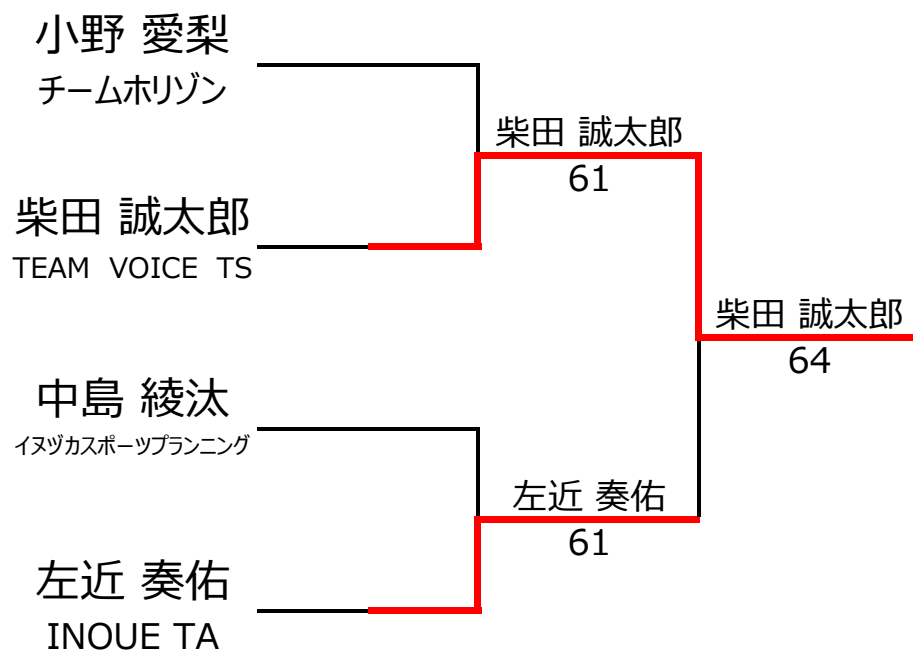 小野 愛梨
チームホリゾン
柴田 誠太郎
61
柴田 誠太郎
TEAM VOICE TS
柴田 誠太郎
64
中島 綾汰
イヌヅカスポーツプランニング
左近 奏佑
61
左近 奏佑
INOUE TA